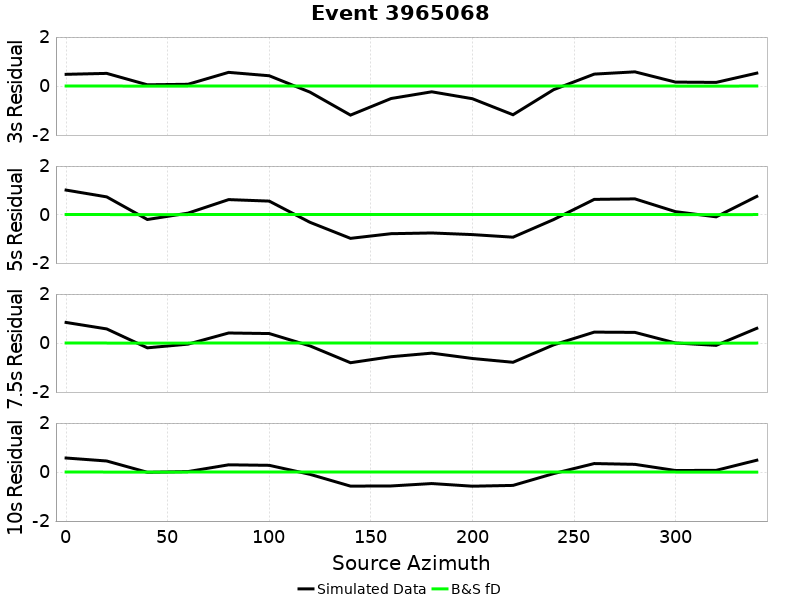 Event 3965068
3s Residual
2
0
-2
5s Residual
2
0
-2
7.5s Residual
2
0
-2
10s Residual
2
0
-2
0 50 100 150 200 250 300
Source Azimuth
Simulated Data B&S fD